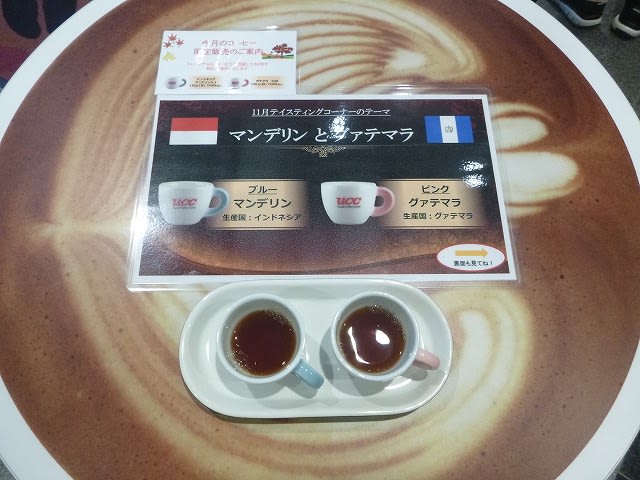 今月のコーヒー
限定販売のご案内
11月テイスティングコーナーのテーマ
マンデリン と グァテマラ
ブルー
マンデリン
生産国：インドネシア
ucc
ピンク
グァテマラ
生産国：グァテマラ
ucc
裏面も見てね！